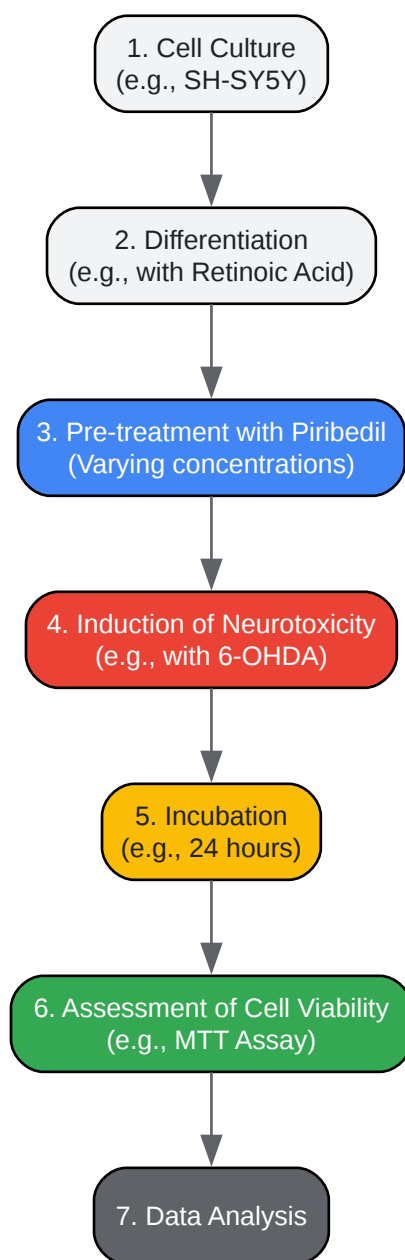 1. Cell Culture
(e.g., SH-SY5Y)
2. Differentiation
(e.g., with Retinoic Acid)
3. Pre-treatment with Piribedil
(Varying concentrations)
4. Induction of Neurotoxicity
(e.g., with 6-OHDA)
5. Incubation
(e.g., 24 hours)
6. Assessment of Cell Viability
(e.g., MTT Assay)
7. Data Analysis